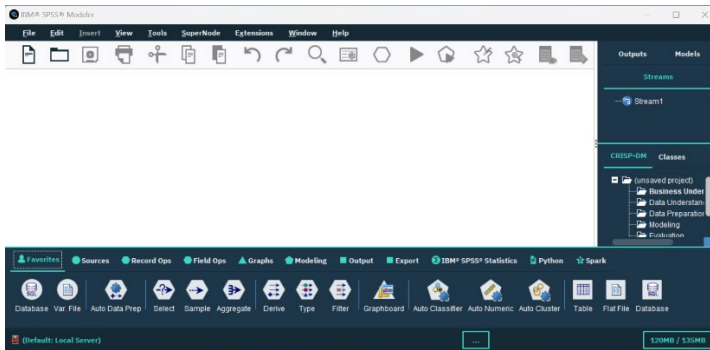 IBM® SPSS® Modeler
File Edit Insert View Tools SuperNode Extensions Window Help
Outputs Models
Streams
Stream1
CRISP-DM Classes
(unsaved project)
Business Under
Data Understan
Data Preparation
Modeling
Evaluation
Favorites Sources Record Ops Field Ops Graphs Modeling Output Export IBM® SPSS® Statistics Python Spark
Database Var. File Auto Data Prep Select Sample Aggregate Derive Type Filter Graphboard Auto Classifier Auto Numeric Auto Cluster Table Flat File Database
(Default: Local Server) ... 120MB / 135MB